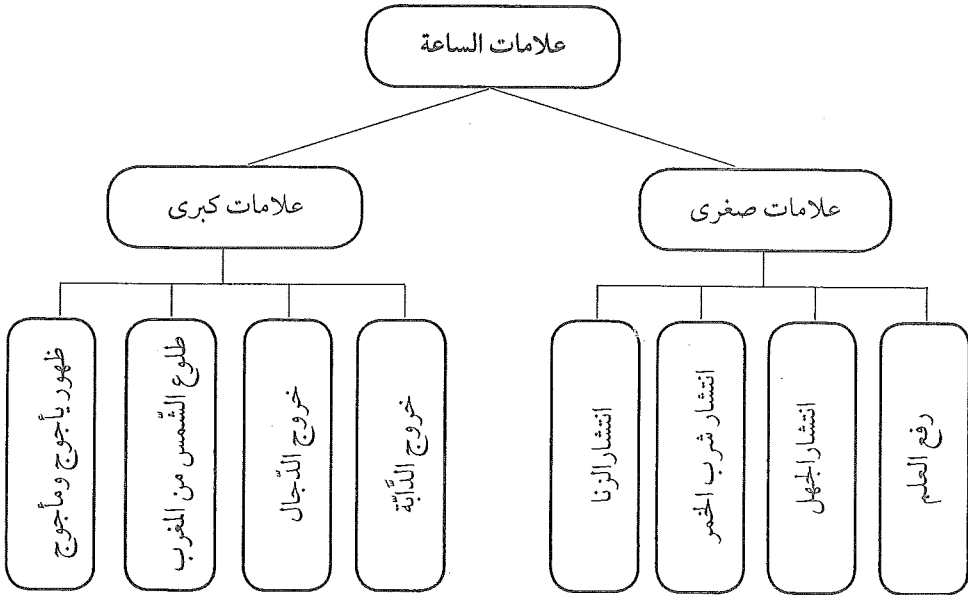 علامات الساعة
علامات صغرى
علامات كبرى
رفع العلم
انتشار الجهل
انتشار شرب الخمر
انتشار الزنا
خروج الدَّابّة
خروج الدّجال
طلوع الشّمس من المغرب
ظهور يأجوج ومأجوج